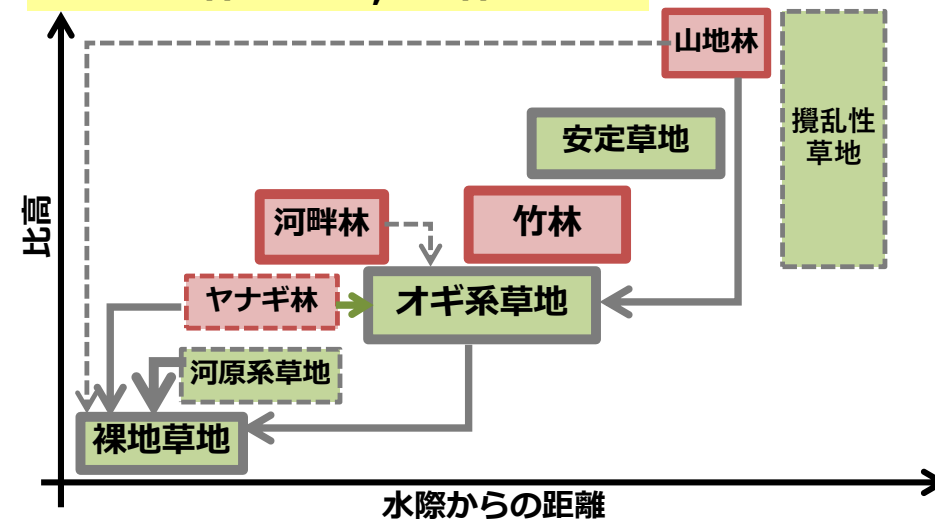 山地林
攪乱性
草地
安定草地
比高
河畔林
竹林
ヤナギ林
オギ系草地
河原系草地
裸地草地
水際からの距離